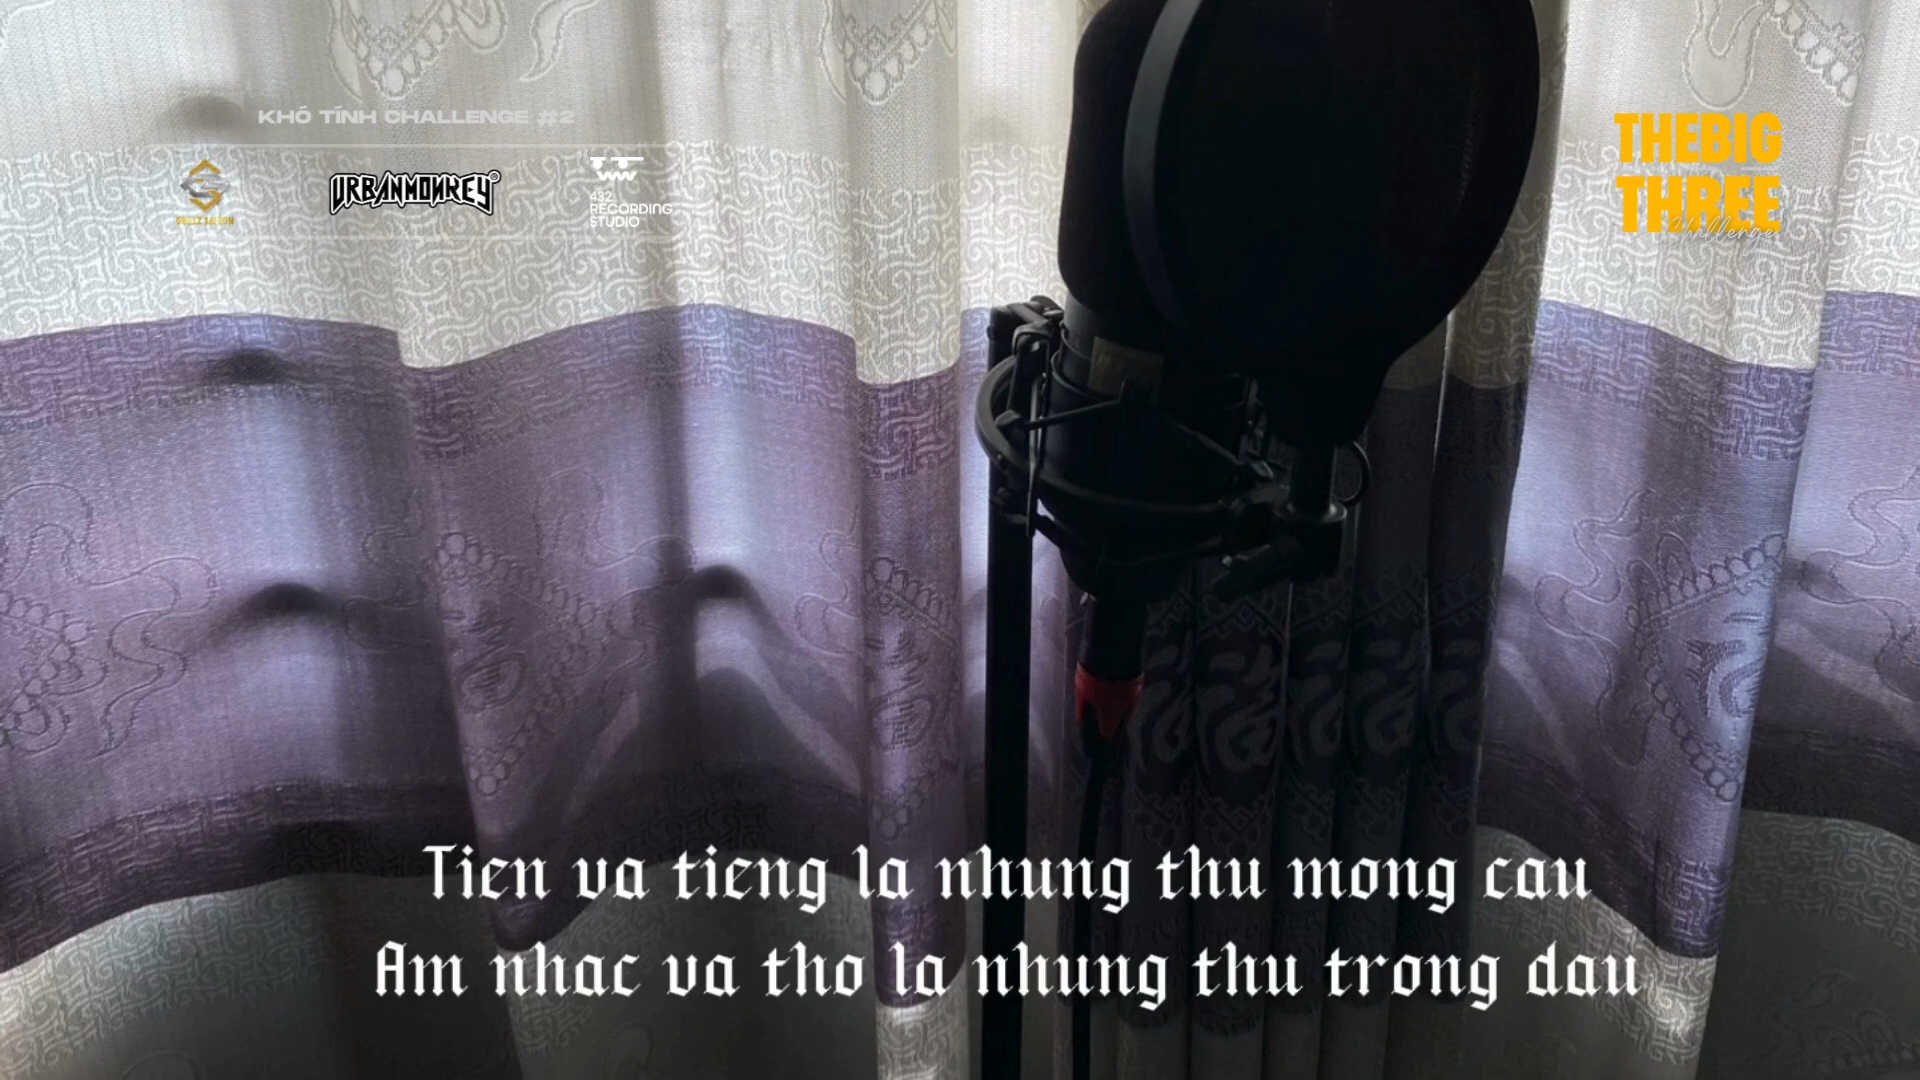 KHÓ TÍNH CHALLENGE #2
URBANMONKEY®
432
RECORDING
STUDIO
THEBIG
THREE
Challenge
Tien va tieng la nhung thu mong cau
Am nhac va tho la nhung thu trong dau